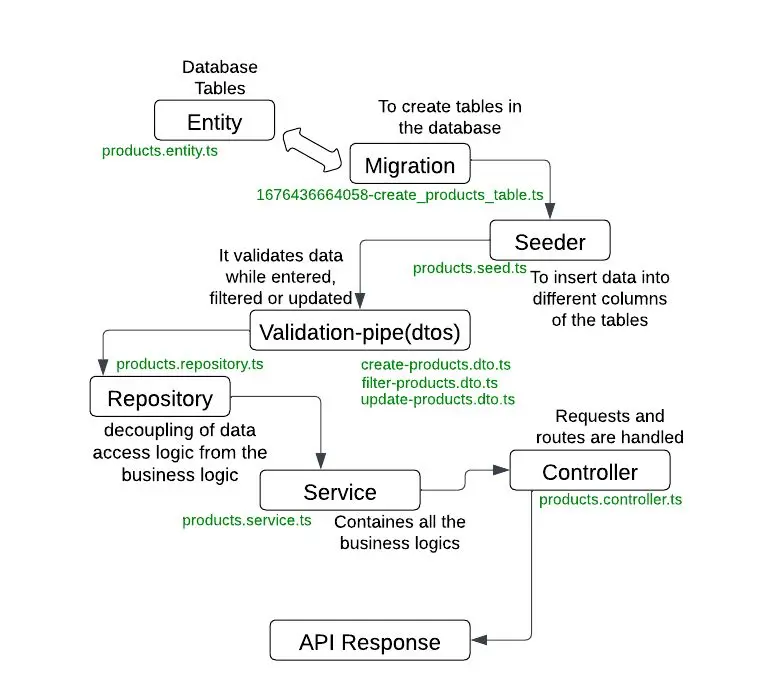 Database
Tables
Entity
products.entity.ts
To create tables in
the database
Migration
1676436664058-create_products_table.ts
Seeder
products.seed.ts
To insert data into
different columns
of the tables
It validates data
while entered,
filtered or updated
Validation-pipe(dtos)
create-products.dto.ts
filter-products.dto.ts
update-products.dto.ts
products.repository.ts
Repository
decoupling of data
access logic from the
business logic
Service
products.service.ts
Containes all the
business logics
Requests and
routes are handled
Controller
products.controller.ts
API Response